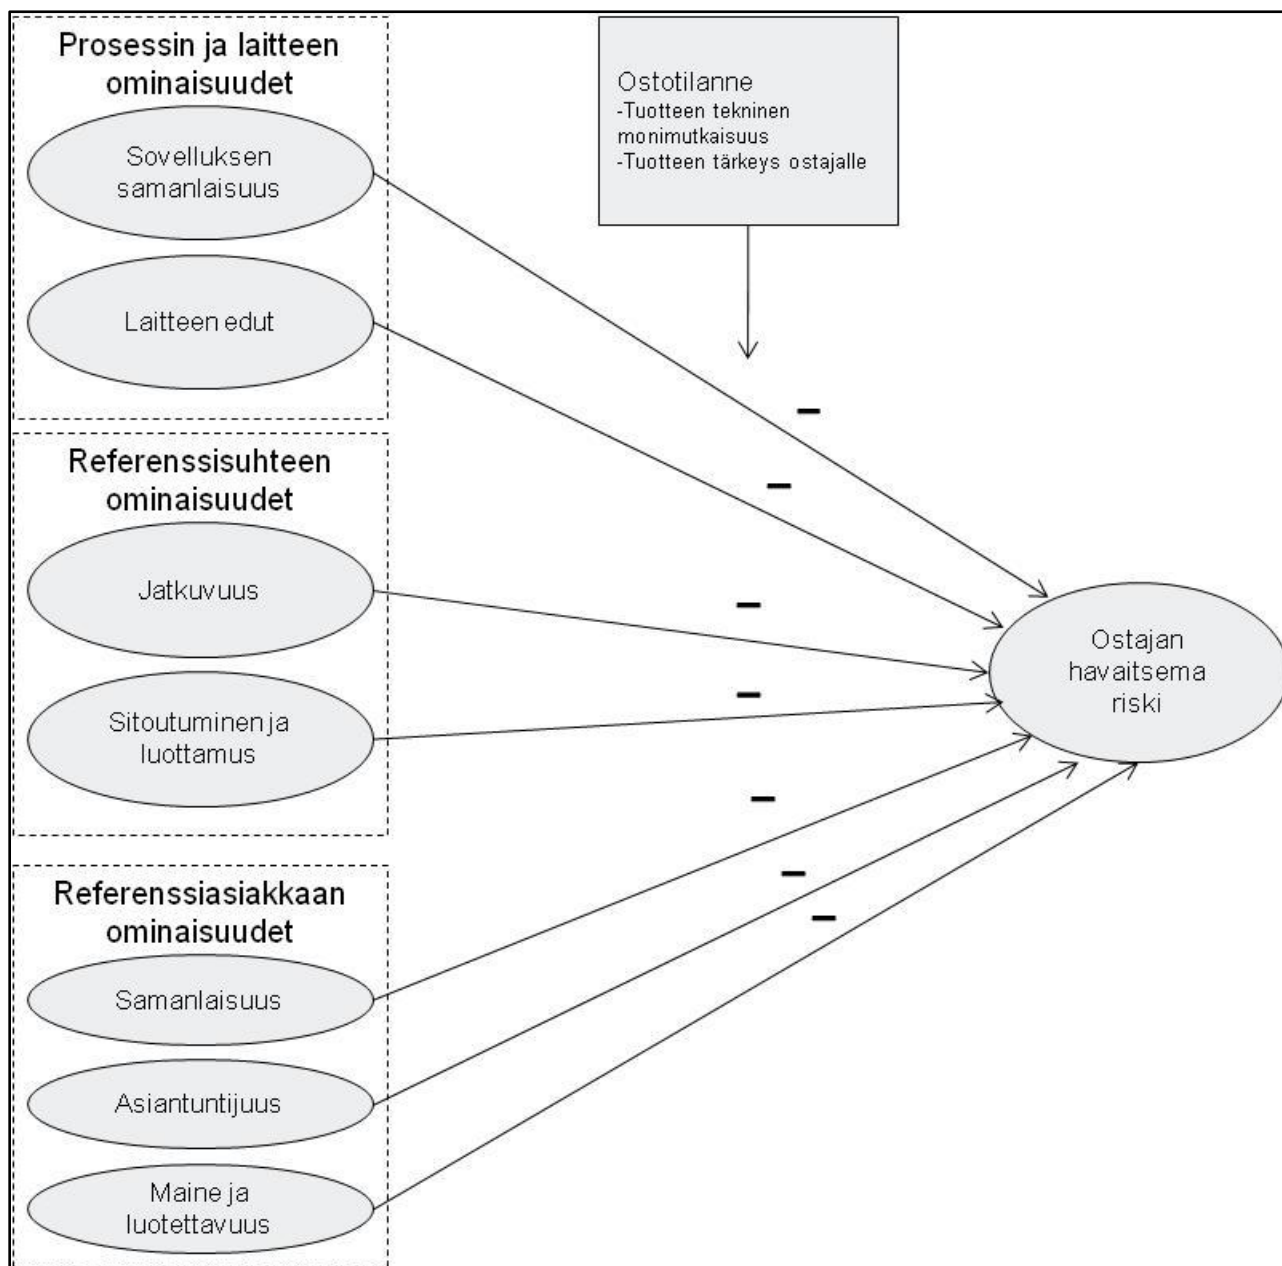 Prosessin ja laitteen
ominaisuudet
Sovelluksen
samanlaisuus
Laitteen edut
Ostotilanne
-Tuotteen tekninen
monimutkaisuus
-Tuotteen tärkeys ostajalle
–
–
Referenssisuhteen
ominaisuudet
Jatkuvuus
Sitoutuminen ja
luottamus
–
–
Ostajan
havaitsema
riski
Referenssiasiakkaan
ominaisuudet
Samanlaisuus
Asiantuntijuus
Maine ja
luotettavuus
–
–
–